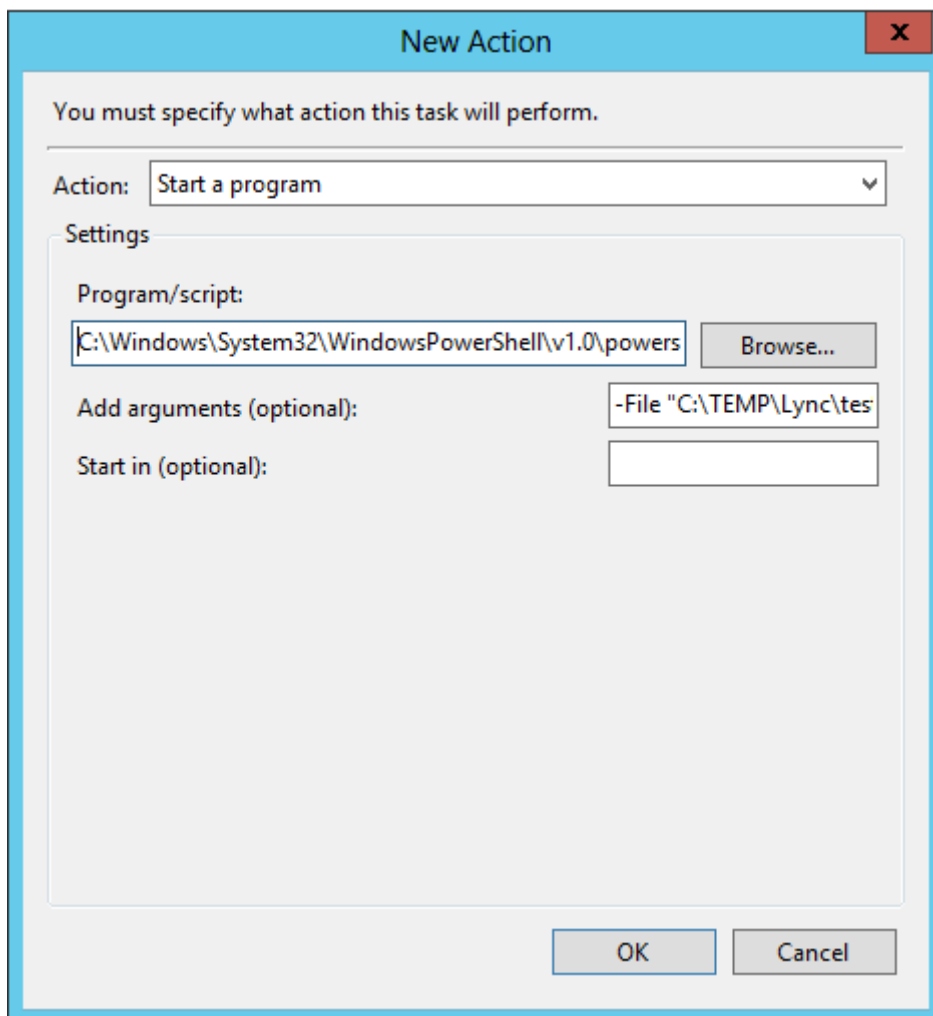 New Action
x
You must specify what action this task will perform.
Action: Start a program
Settings
Program/script:
C:\Windows\System32\WindowsPowerShell\v1.0\powers
Browse...
Add arguments (optional): -File "C:\TEMP\Lync\tes
Start in (optional):
OK Cancel